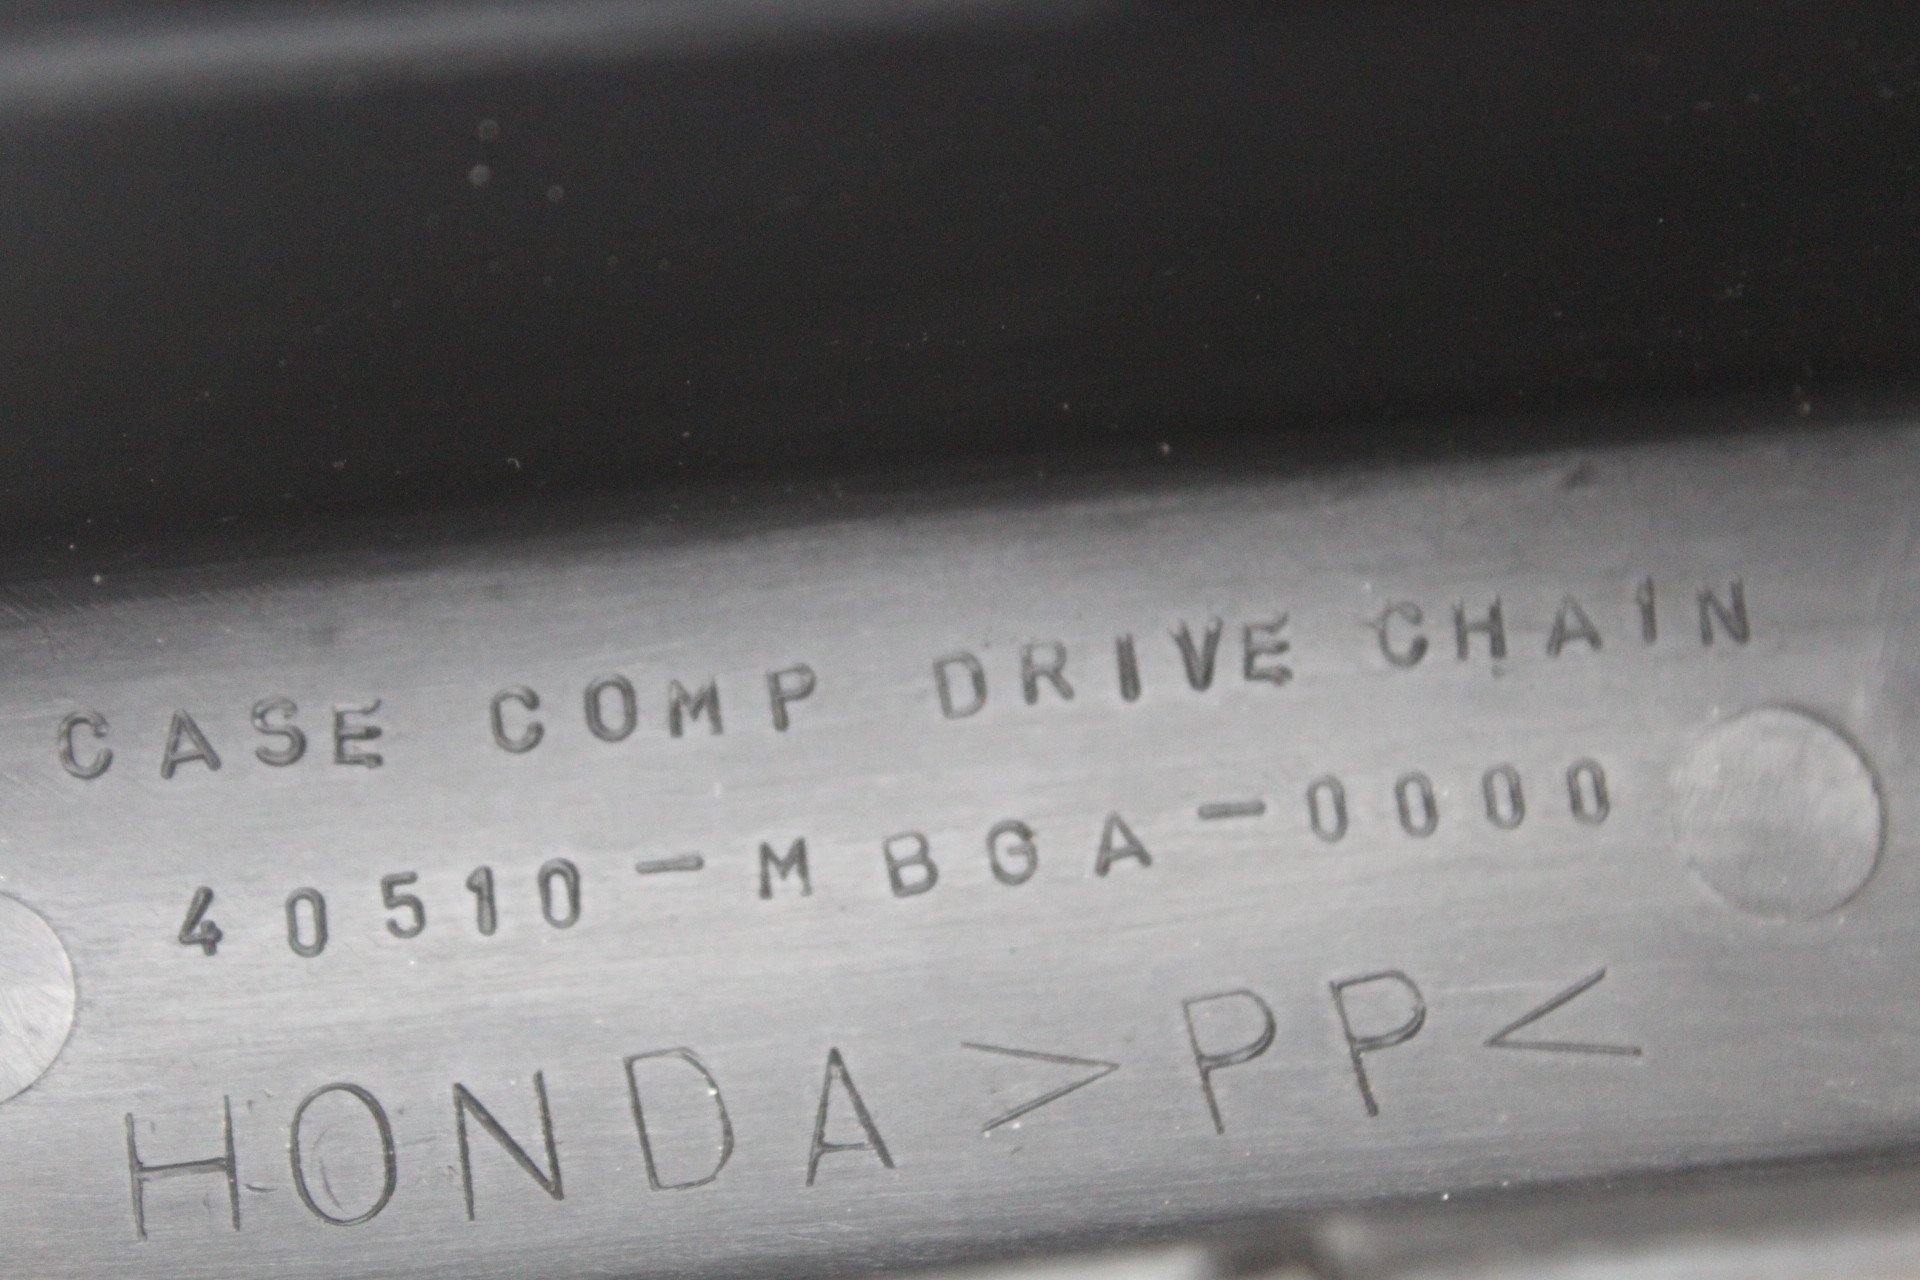 CASE COMP DRIVE CHAIN
40510-MBGA-0000
HONDA >PP<